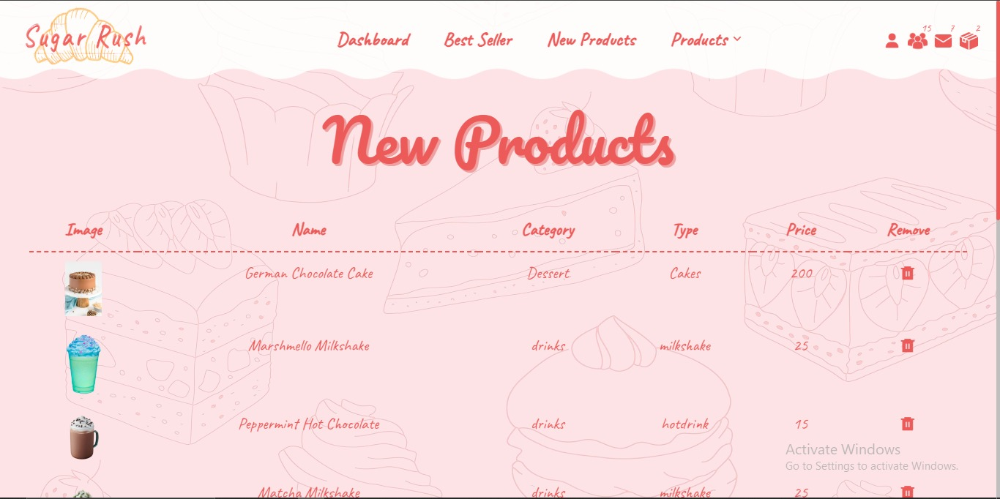 Sugar Rush
Dashboard Best Seller New Products Products
15 7 2
New Products
Image Name Category Type Price Remove
German Chocolate Cake Dessert Cakes 200
Marshmello Milkshake drinks milkshake 25
Peppermint Hot Chocolate drinks hotdrink 15
Activate Windows
Go to Settings to activate Windows.
Matcha Milkshake drinks milkshake 25